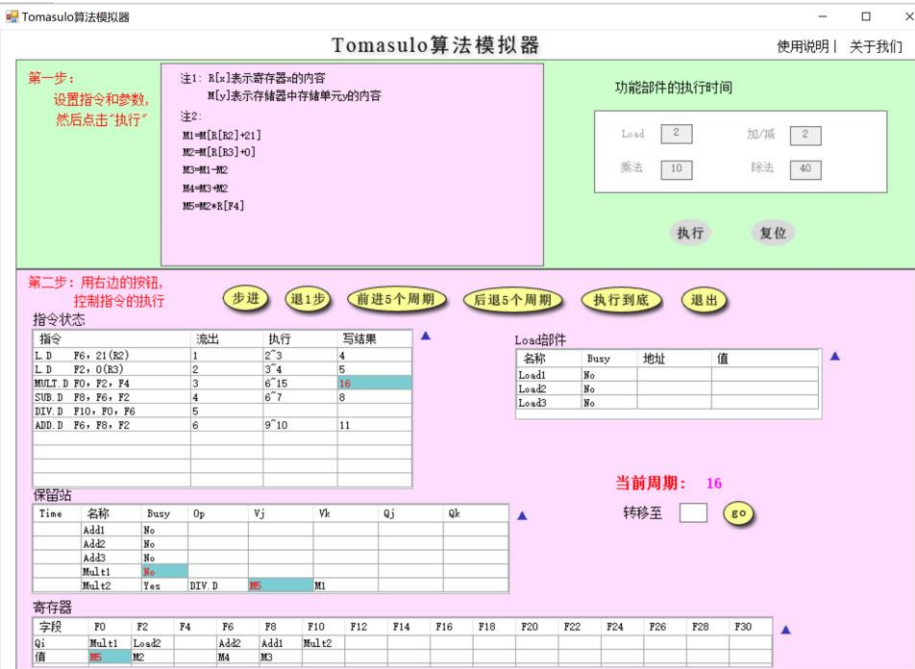 Tomasulo算法模拟器
Tomasulo算法模拟器
使用说明| 关于我们
第一步:
设置指令和参数,
然后点击"执行"
注1: R[x]表示寄存器x的内容
M[y]表示存储器中存储单元y的内容
注2:
M1=M[R[R2]+21]
M2=M[R[R3]+0]
M3=M1-M2
M4=M3+M2
M5=M2*R[F4]
功能部件的执行时间
Load 2 加/减 2
乘法 10 除法 40
执行 复位
第二步: 用右边的按钮,
控制指令的执行
步进 退1步 前进5个周期 后退5个周期 执行到底 退出
指令状态
指令 流出 执行 写结果
L.D F6, 21(R2) 1 2~3 4
L.D F2, 0(R3) 2 3~4 5
MULT.D F0, F2, F4 3 6~15 16
SUB.D F8, F6, F2 4 6~7 8
DIV.D F10, F0, F6 5
ADD.D F6, F8, F2 6 9~10 11
Load部件
名称 Busy 地址 值
Load1 No
Load2 No
Load3 No
当前周期: 16
转移至 go
保留站
Time 名称 Busy Op Vj Vk Qj Qk
Add1 No
Add2 No
Add3 No
Mult1 No
Mult2 Yes DIV.D M5 M1
寄存器
字段 F0 F2 F4 F6 F8 F10 F12 F14 F16 F18 F20 F22 F24 F26 F28 F30
Qi Mult1 Load2 Add2 Add1 Mult2
值 M5 M2 M4 M3